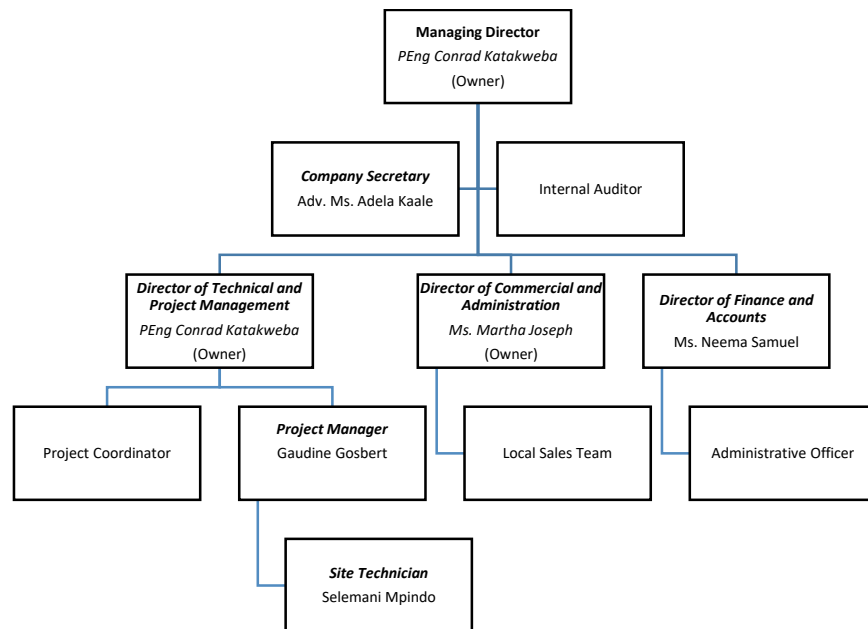 Managing Director
PEng Conrad Katakweba
(Owner)
Company Secretary
Adv. Ms. Adela Kaale
Internal Auditor
Director of Technical and
Project Management
PEng Conrad Katakweba
(Owner)
Director of Commercial and
Administration
Ms. Martha Joseph
(Owner)
Director of Finance and
Accounts
Ms. Neema Samuel
Project Coordinator
Project Manager
Gaudine Gosbert
Local Sales Team
Administrative Officer
Site Technician
Selemani Mpindo